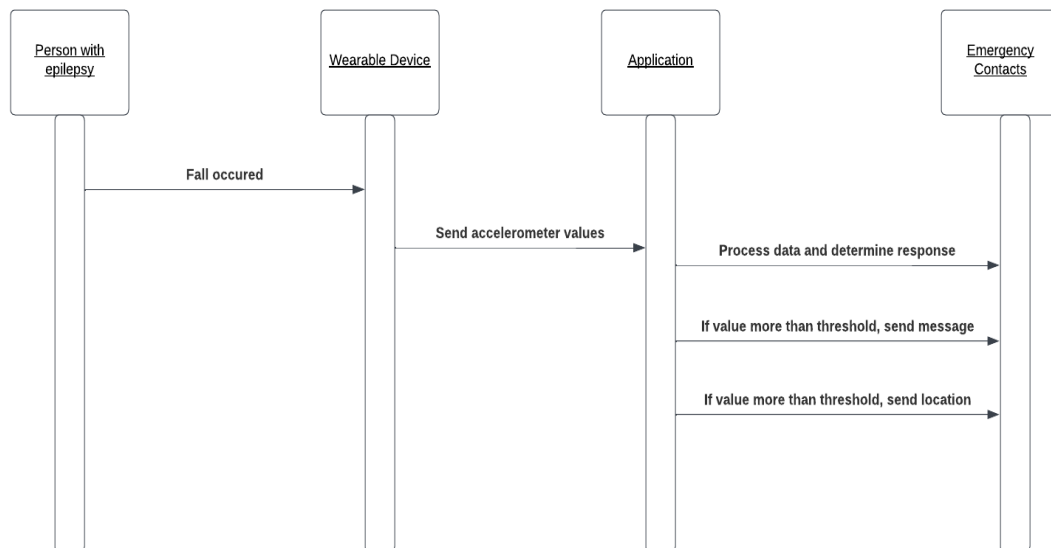 Person with
epilepsy
Wearable Device
Application
Emergency
Contacts
Fall occured
Send accelerometer values
Process data and determine response
If value more than threshold, send message
If value more than threshold, send location